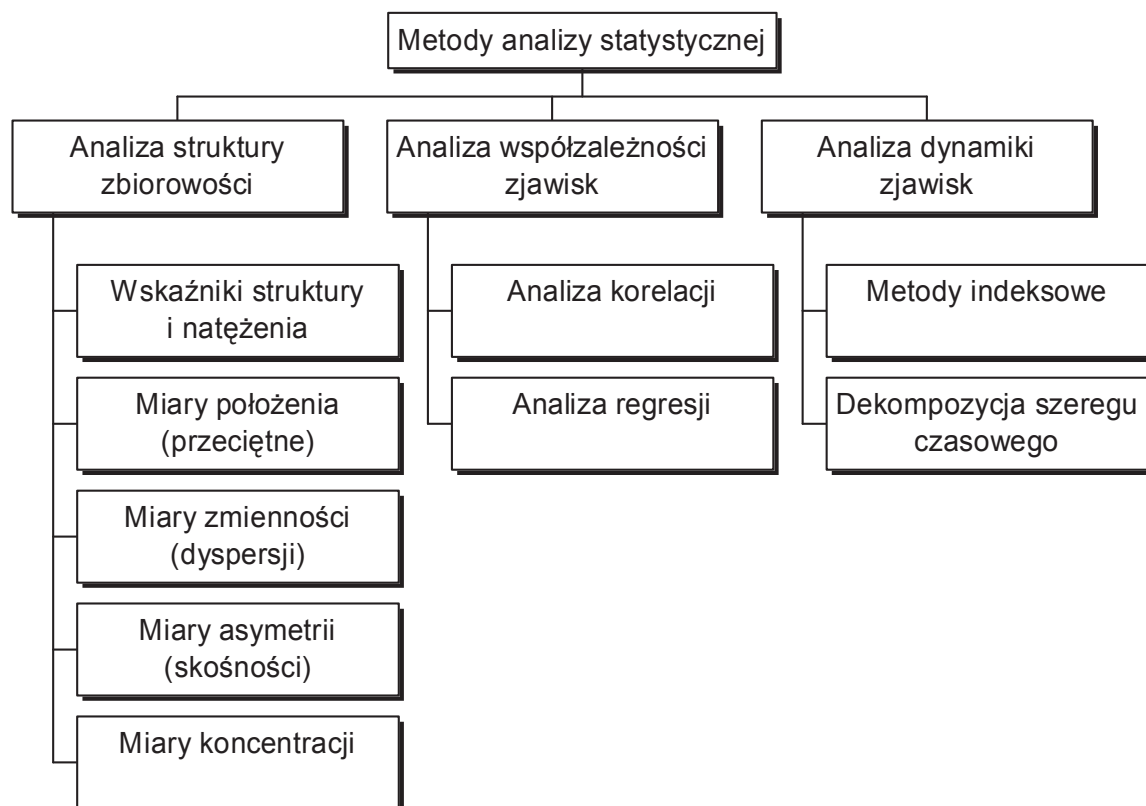 Metody analizy statystycznej
Analiza struktury
zbiorowości
Wskaźniki struktury
i natężenia
Miary położenia
(przeciętne)
Miary zmienności
(dyspersji)
Miary asymetrii
(skośności)
Miary koncentracji
Analiza współzależności
zjawisk
Analiza korelacji
Analiza regresji
Analiza dynamiki
zjawisk
Metody indeksowe
Dekompozycja szeregu
czasowego